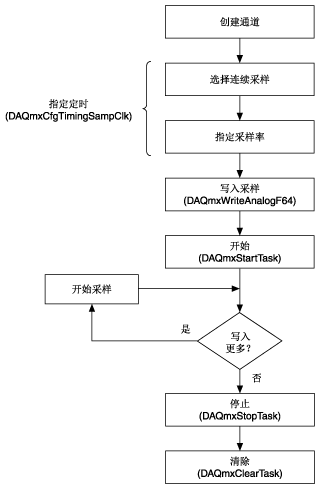 创建通道
选择连续采样
指定定时
(DAQmxCfgTimingSampClk)
指定采样率
写入采样
(DAQmxWriteAnalogF64)
开始
(DAQmxStartTask)
开始采样
是
写入
更多?
否
停止
(DAQmxStopTask)
清除
(DAQmxClearTask)